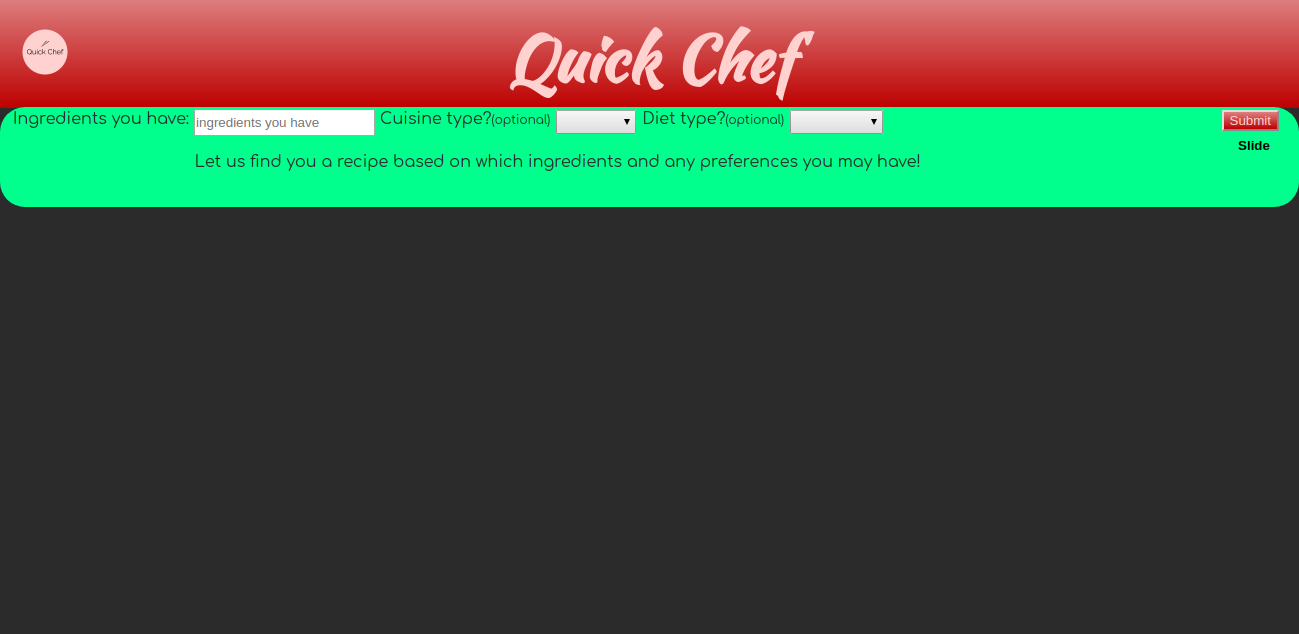 Quick Chef
Quick Chef
Ingredients you have: ingredients you have Cuisine type?(optional) Diet type?(optional) Submit
Slide
Let us find you a recipe based on which ingredients and any preferences you may have!